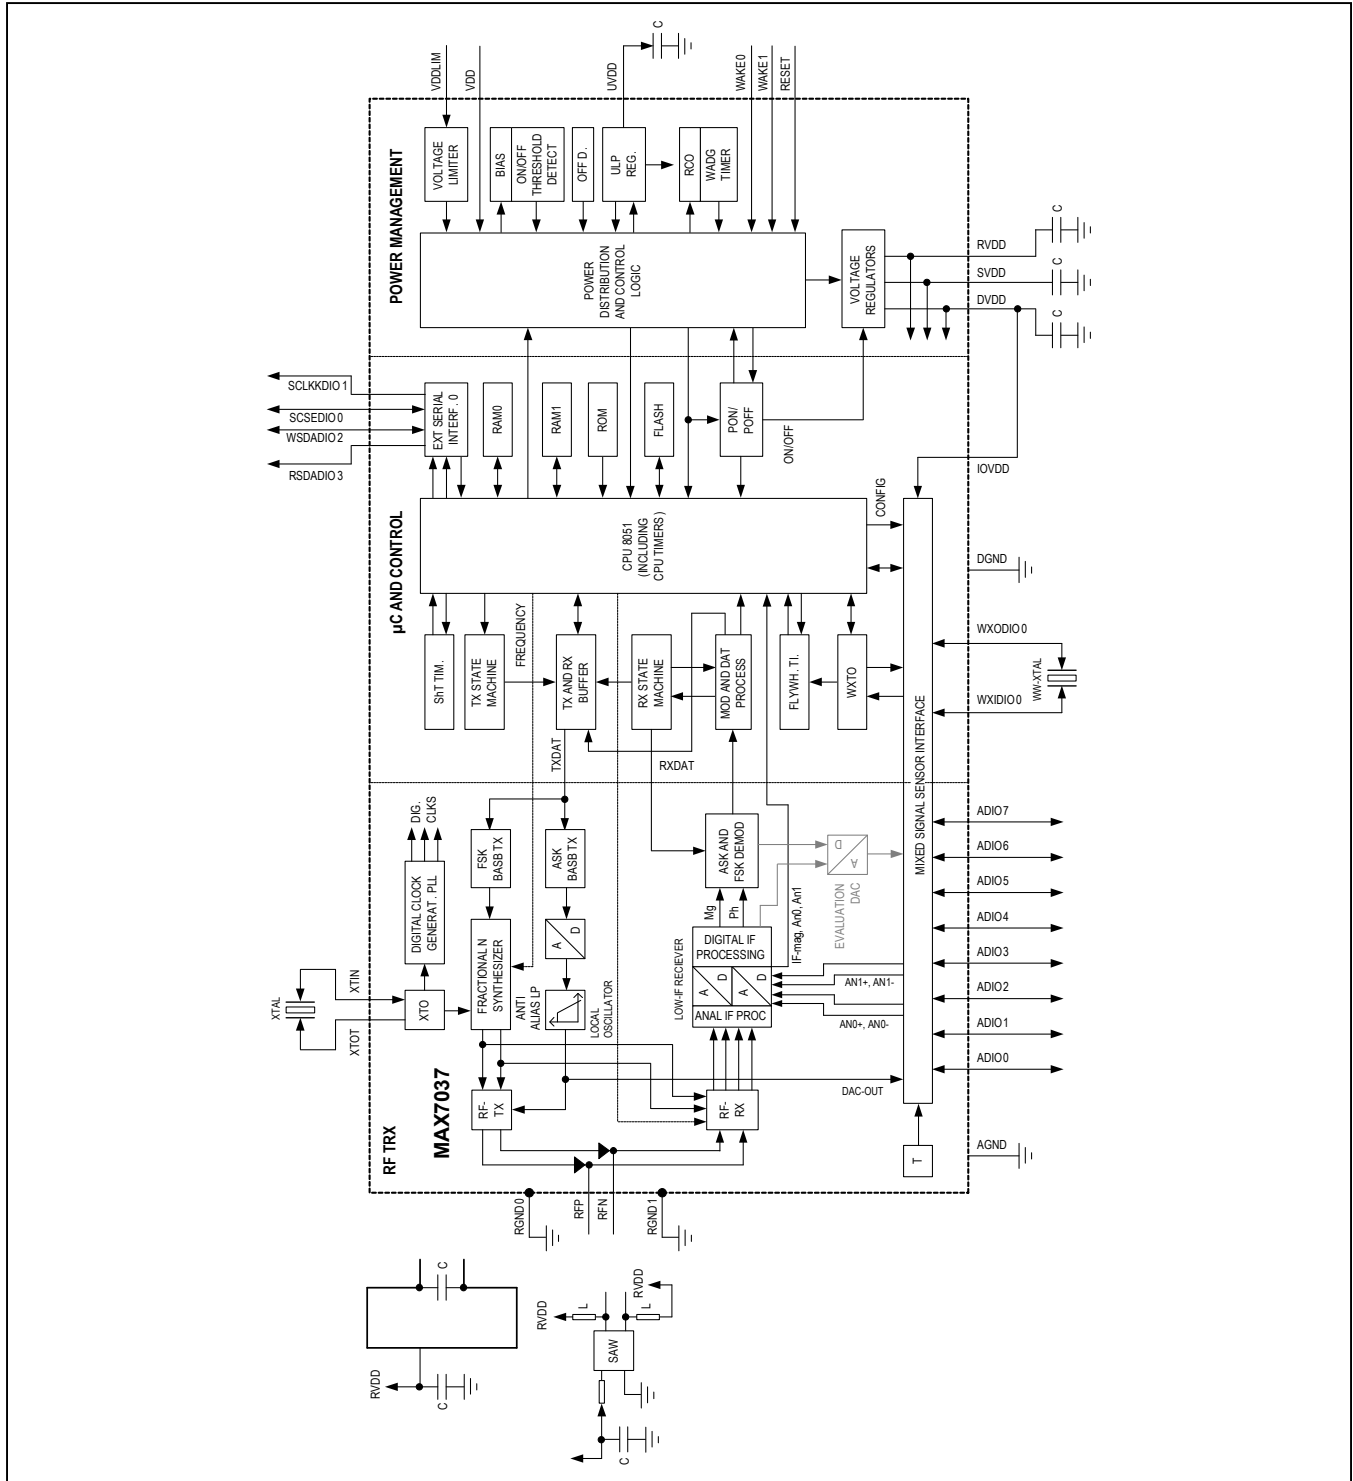 VDDLIM
VDD
UVDD
C
WAKE0
WAKE1
RESET
POWER MANAGEMENT
VOLTAGE
LIMITER
BIAS
ON/OFF
THRESHOLD
DETECT
OFF D.
ULP
REG.
RCO
WADG
TIMER
POWER
DISTRIBUTION
AND CONTROL
LOGIC
VOLTAGE
REGULATORS
RVDD
C
SVDD
C
DVDD
C
SCLKKDIO1
SCSEDIO0
WSDADIO2
RSDADIO3
EXT SERIAL
INTERF. 0
RAM0
RAM1
ROM
FLASH
PON/
POFF
ON/OFF
IOVDD
µC AND CONTROL
CPU 8051
(INCLUDING
CPU TIMERS)
CONFIG
DGND
FREQUENCY
ShT TIM.
TX STATE
MACHINE
TX AND RX
BUFFER
RX STATE
MACHINE
MOD AND DAT
PROCESS
FLYWH. TI.
WXTO
MIXED SIGNAL SENSOR INTERFACE
WXODIO0
WW-XTAL
WXIDIO0
TXDAT
RXDAT
DIG.
CLKS
DIGITAL CLOCK
GENERAT. PLL
FSK
BASB TX
ASK
BASB TX
ASK AND
FSK DEMOD
D
A
EVALUATION
DAC
ADIO7
ADIO6
ADIO5
ADIO4
ADIO3
ADIO2
ADIO1
ADIO0
XTAL
XTIN
XTOT
XTO
FRACTIONAL N
SYNTHESIZER
A
D
ANTI
ALIAS LP
LOCAL
OSCILLATOR
Mg
Ph
IF-mag, An0, An1
LOW-IF RECIEVER
DIGITAL IF
PROCESSING
A
D
A
D
ANAL IF PROC
AN1+, AN1-
AN0+, AN0-
DAC-OUT
RF TRX
MAX7037
RF-
TX
RF-
RX
T
AGND
RGND0
RFP
RFN
RGND1
C
RVDD
C
RVDD
L
L
RVDD
SAW
C